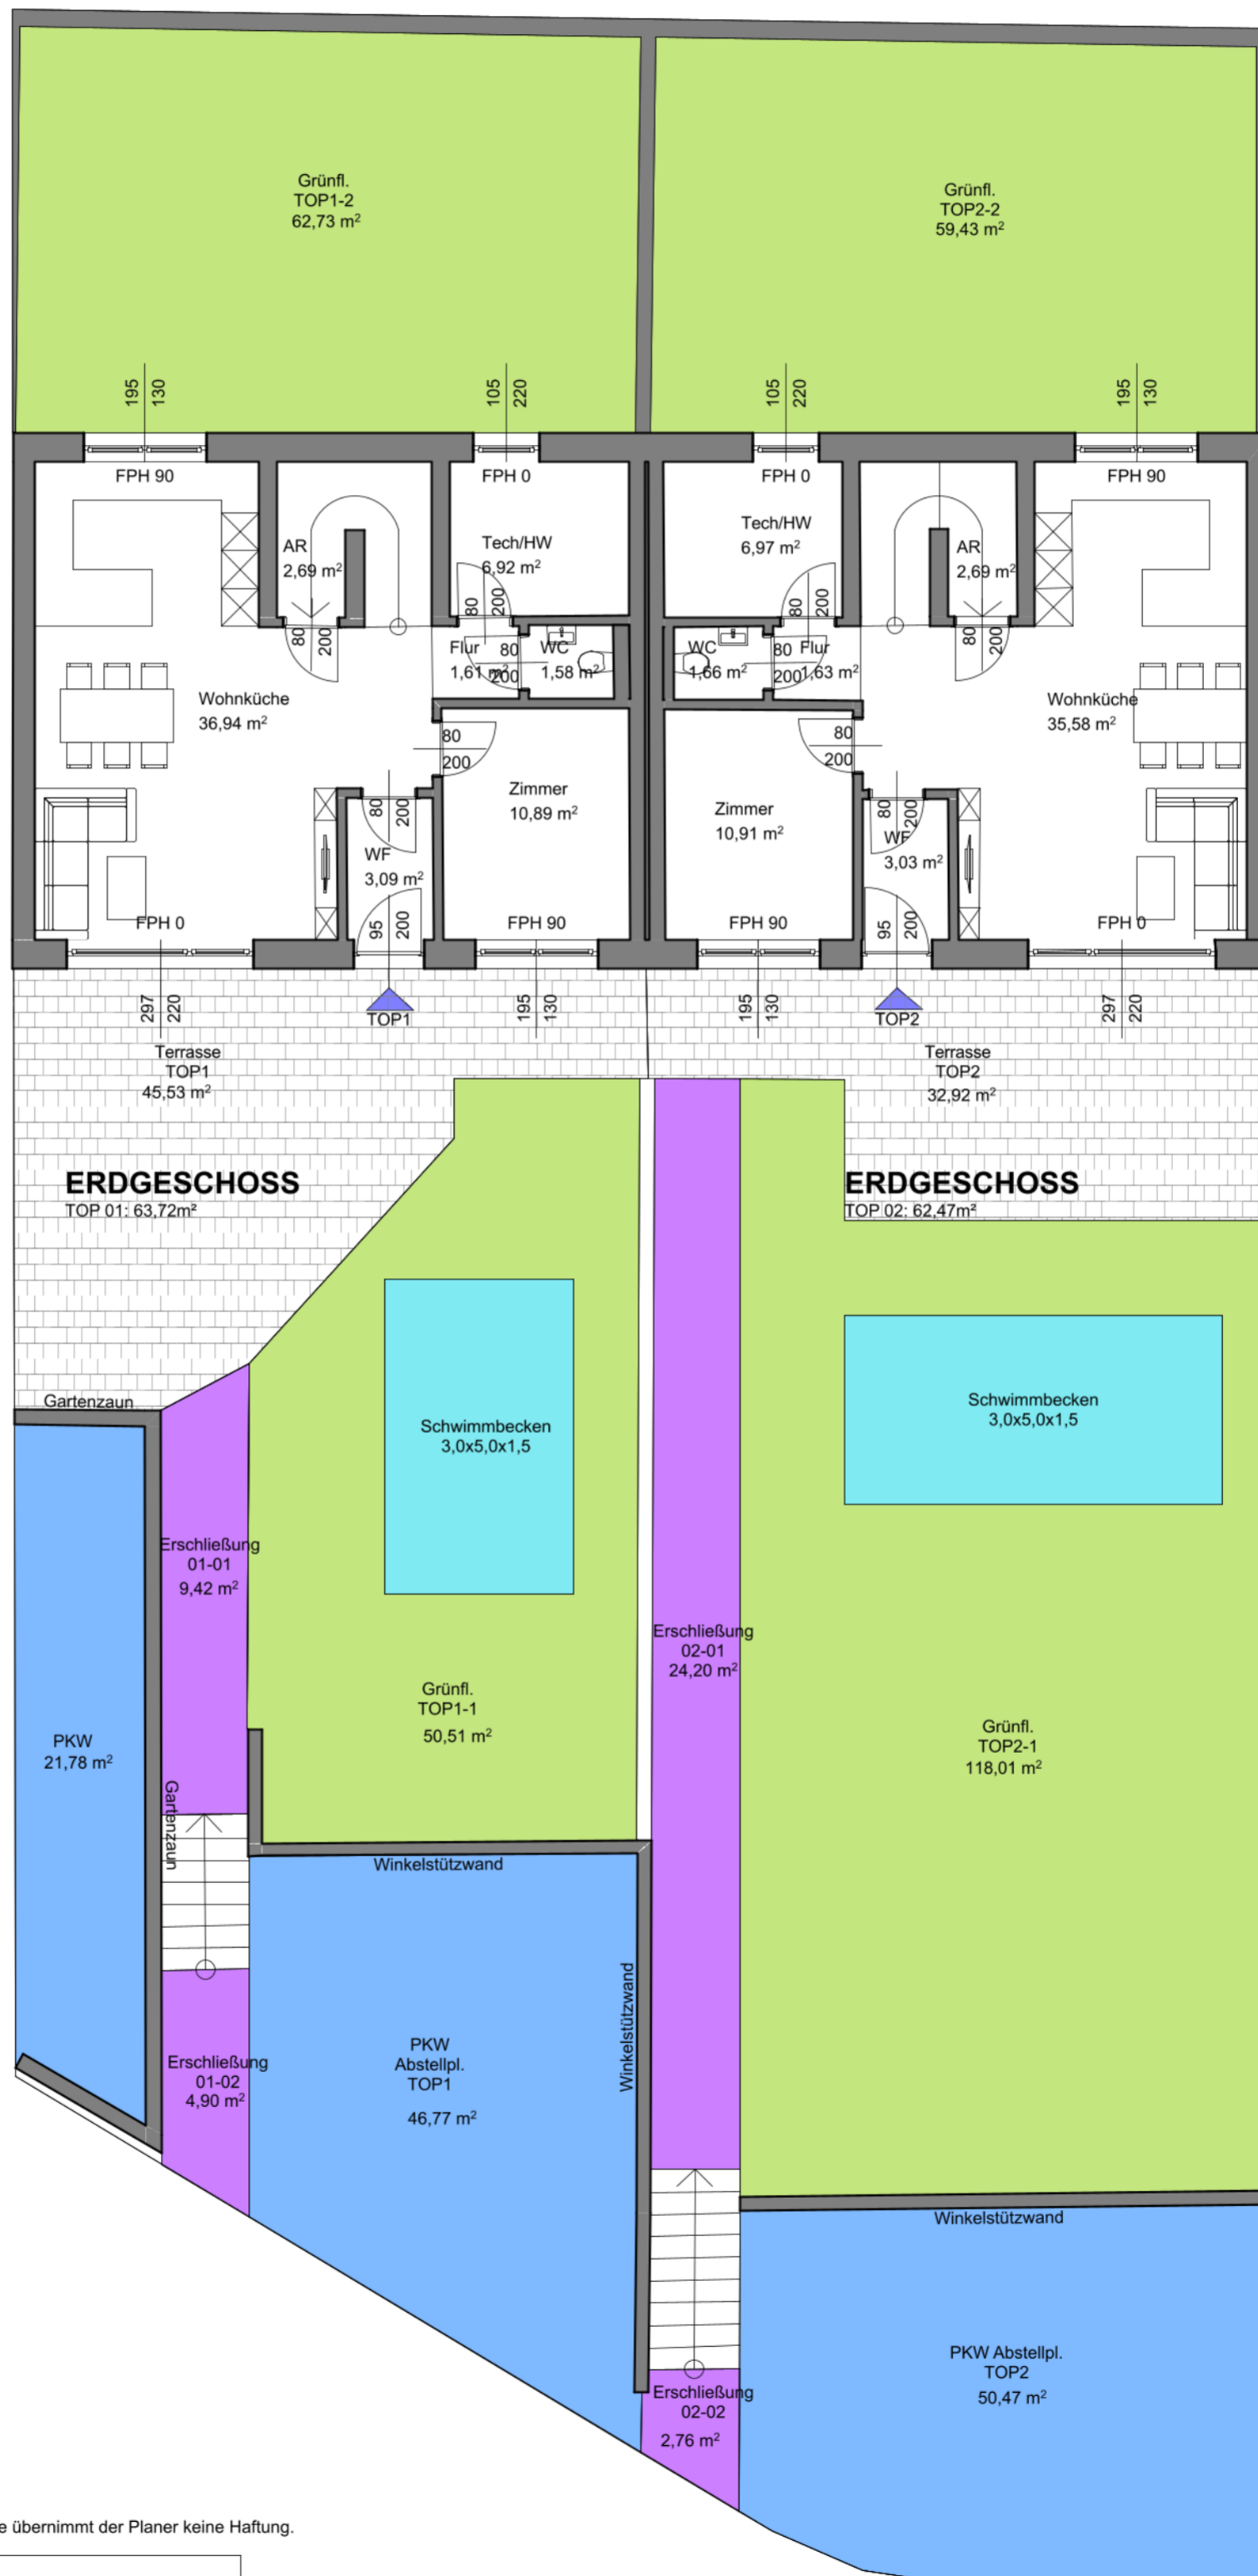 Grünfl.
TOP1-2
62,73 m²
Grünfl.
TOP2-2
59,43 m²
195
130
105
220
105
220
195
130
FPH 90
FPH 0
FPH 0
FPH 90
AR
2,69 m²
Tech/HW
6,92 m²
Tech/HW
6,97 m²
AR
2,69 m²
80
200
80
200
80
200
80
200
Flur
1,61 m²
80
200
WC
1,58 m²
WC
1,66 m²
80
200
Flur
1,63 m²
Wohnküche
36,94 m²
Wohnküche
35,58 m²
80
200
80
200
Zimmer
10,89 m²
Zimmer
10,91 m²
80
200
80
200
WF
3,09 m²
WF
3,03 m²
FPH 0
95
200
FPH 90
FPH 90
95
200
FPH 0
297
220
TOP1
195
130
195
130
TOP2
297
220
Terrasse
TOP1
45,53 m²
Terrasse
TOP2
32,92 m²
ERDGESCHOSS
TOP 01: 63,72m²
ERDGESCHOSS
TOP 02: 62,47m²
Gartenzaun
Schwimmbecken
3,0x5,0x1,5
Schwimmbecken
3,0x5,0x1,5
Erschließung
01-01
9,42 m²
Erschließung
02-01
24,20 m²
Grünfl.
TOP1-1
50,51 m²
PKW
21,78 m²
Grünfl.
TOP2-1
118,01 m²
Gartenzaun
Winkelstützwand
Winkelstützwand
PKW
Abstellpl.
TOP1
46,77 m²
Erschließung
01-02
4,90 m²
Winkelstützwand
PKW Abstellpl.
TOP2
50,47 m²
Erschließung
02-02
2,76 m²
e übernimmt der Planer keine Haftung.